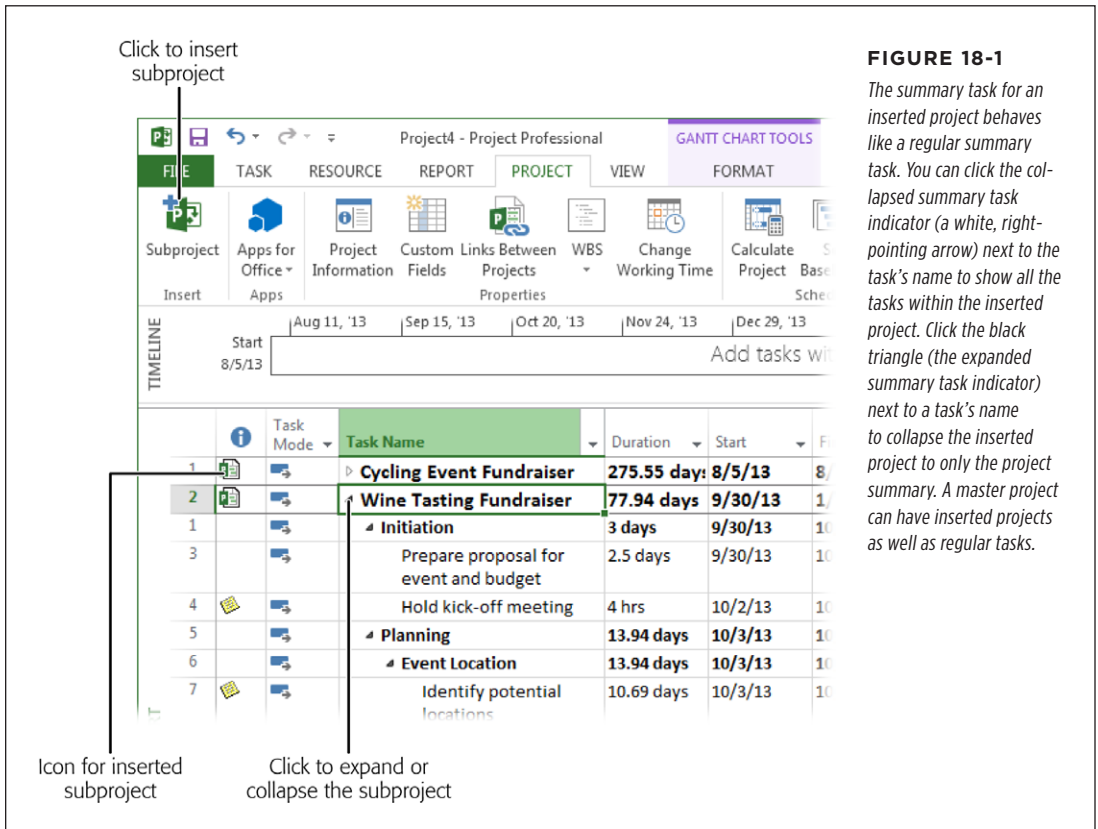 Click to insert
subproject
Project4 - Project Professional
GANTT CHART TOOLS
TASK
RESOURCE
REPORT
PROJECT
VIEW
FORMAT
Subproject
Apps for
Office
Project
Information
Custom
Fields
Links Between
Projects
WBS
Change
Working Time
Calculate
Project
Insert
Apps
Properties
TIMELINE
Start
8/5/13
Aug 11, '13
Sep 15, '13
Oct 20, '13
Nov 24, '13
Dec 29, '13
Add tasks
Task
Mode
Task Name
Duration
Start
1 Cycling Event Fundraiser 275.55 day: 8/5/13
2 Wine Tasting Fundraiser 77.94 days 9/30/13
1 Initiation 3 days 9/30/13
3 Prepare proposal for 2.5 days 9/30/13
event and budget
4 Hold kick-off meeting 4 hrs 10/2/13
5 Planning 13.94 days 10/3/13
6 Event Location 13.94 days 10/3/13
7 Identify potential 10.69 days 10/3/13
locations
Icon for inserted
subproject
Click to expand or
collapse the subproject
FIGURE 18-1
The summary task for an
inserted project behaves
like a regular summary
task. You can click the col-
lapsed summary task
indicator (a white, right-
pointing arrow) next to the
task's name to show all the
tasks within the inserted
project. Click the black
triangle (the expanded
summary task indicator)
next to a task's name
to collapse the inserted
project to only the project
summary. A master project
can have inserted projects
as well as regular tasks.